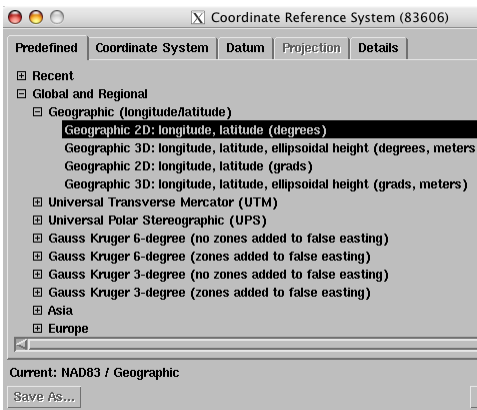 X Coordinate Reference System (83606)
Predefined Coordinate System Datum Projection Details
Recent
Global and Regional
Geographic (longitude/latitude)
Geographic 2D: longitude, latitude (degrees)
Geographic 3D: longitude, latitude, ellipsoidal height (degrees, meters
Geographic 2D: longitude, latitude (grads)
Geographic 3D: longitude, latitude, ellipsoidal height (grads, meters)
Universal Transverse Mercator (UTM)
Universal Polar Stereographic (UPS)
Gauss Kruger 6-degree (no zones added to false easting)
Gauss Kruger 6-degree (zones added to false easting)
Gauss Kruger 3-degree (no zones added to false easting)
Gauss Kruger 3-degree (zones added to false easting)
Asia
Europe
Current: NAD83 / Geographic
Save As...